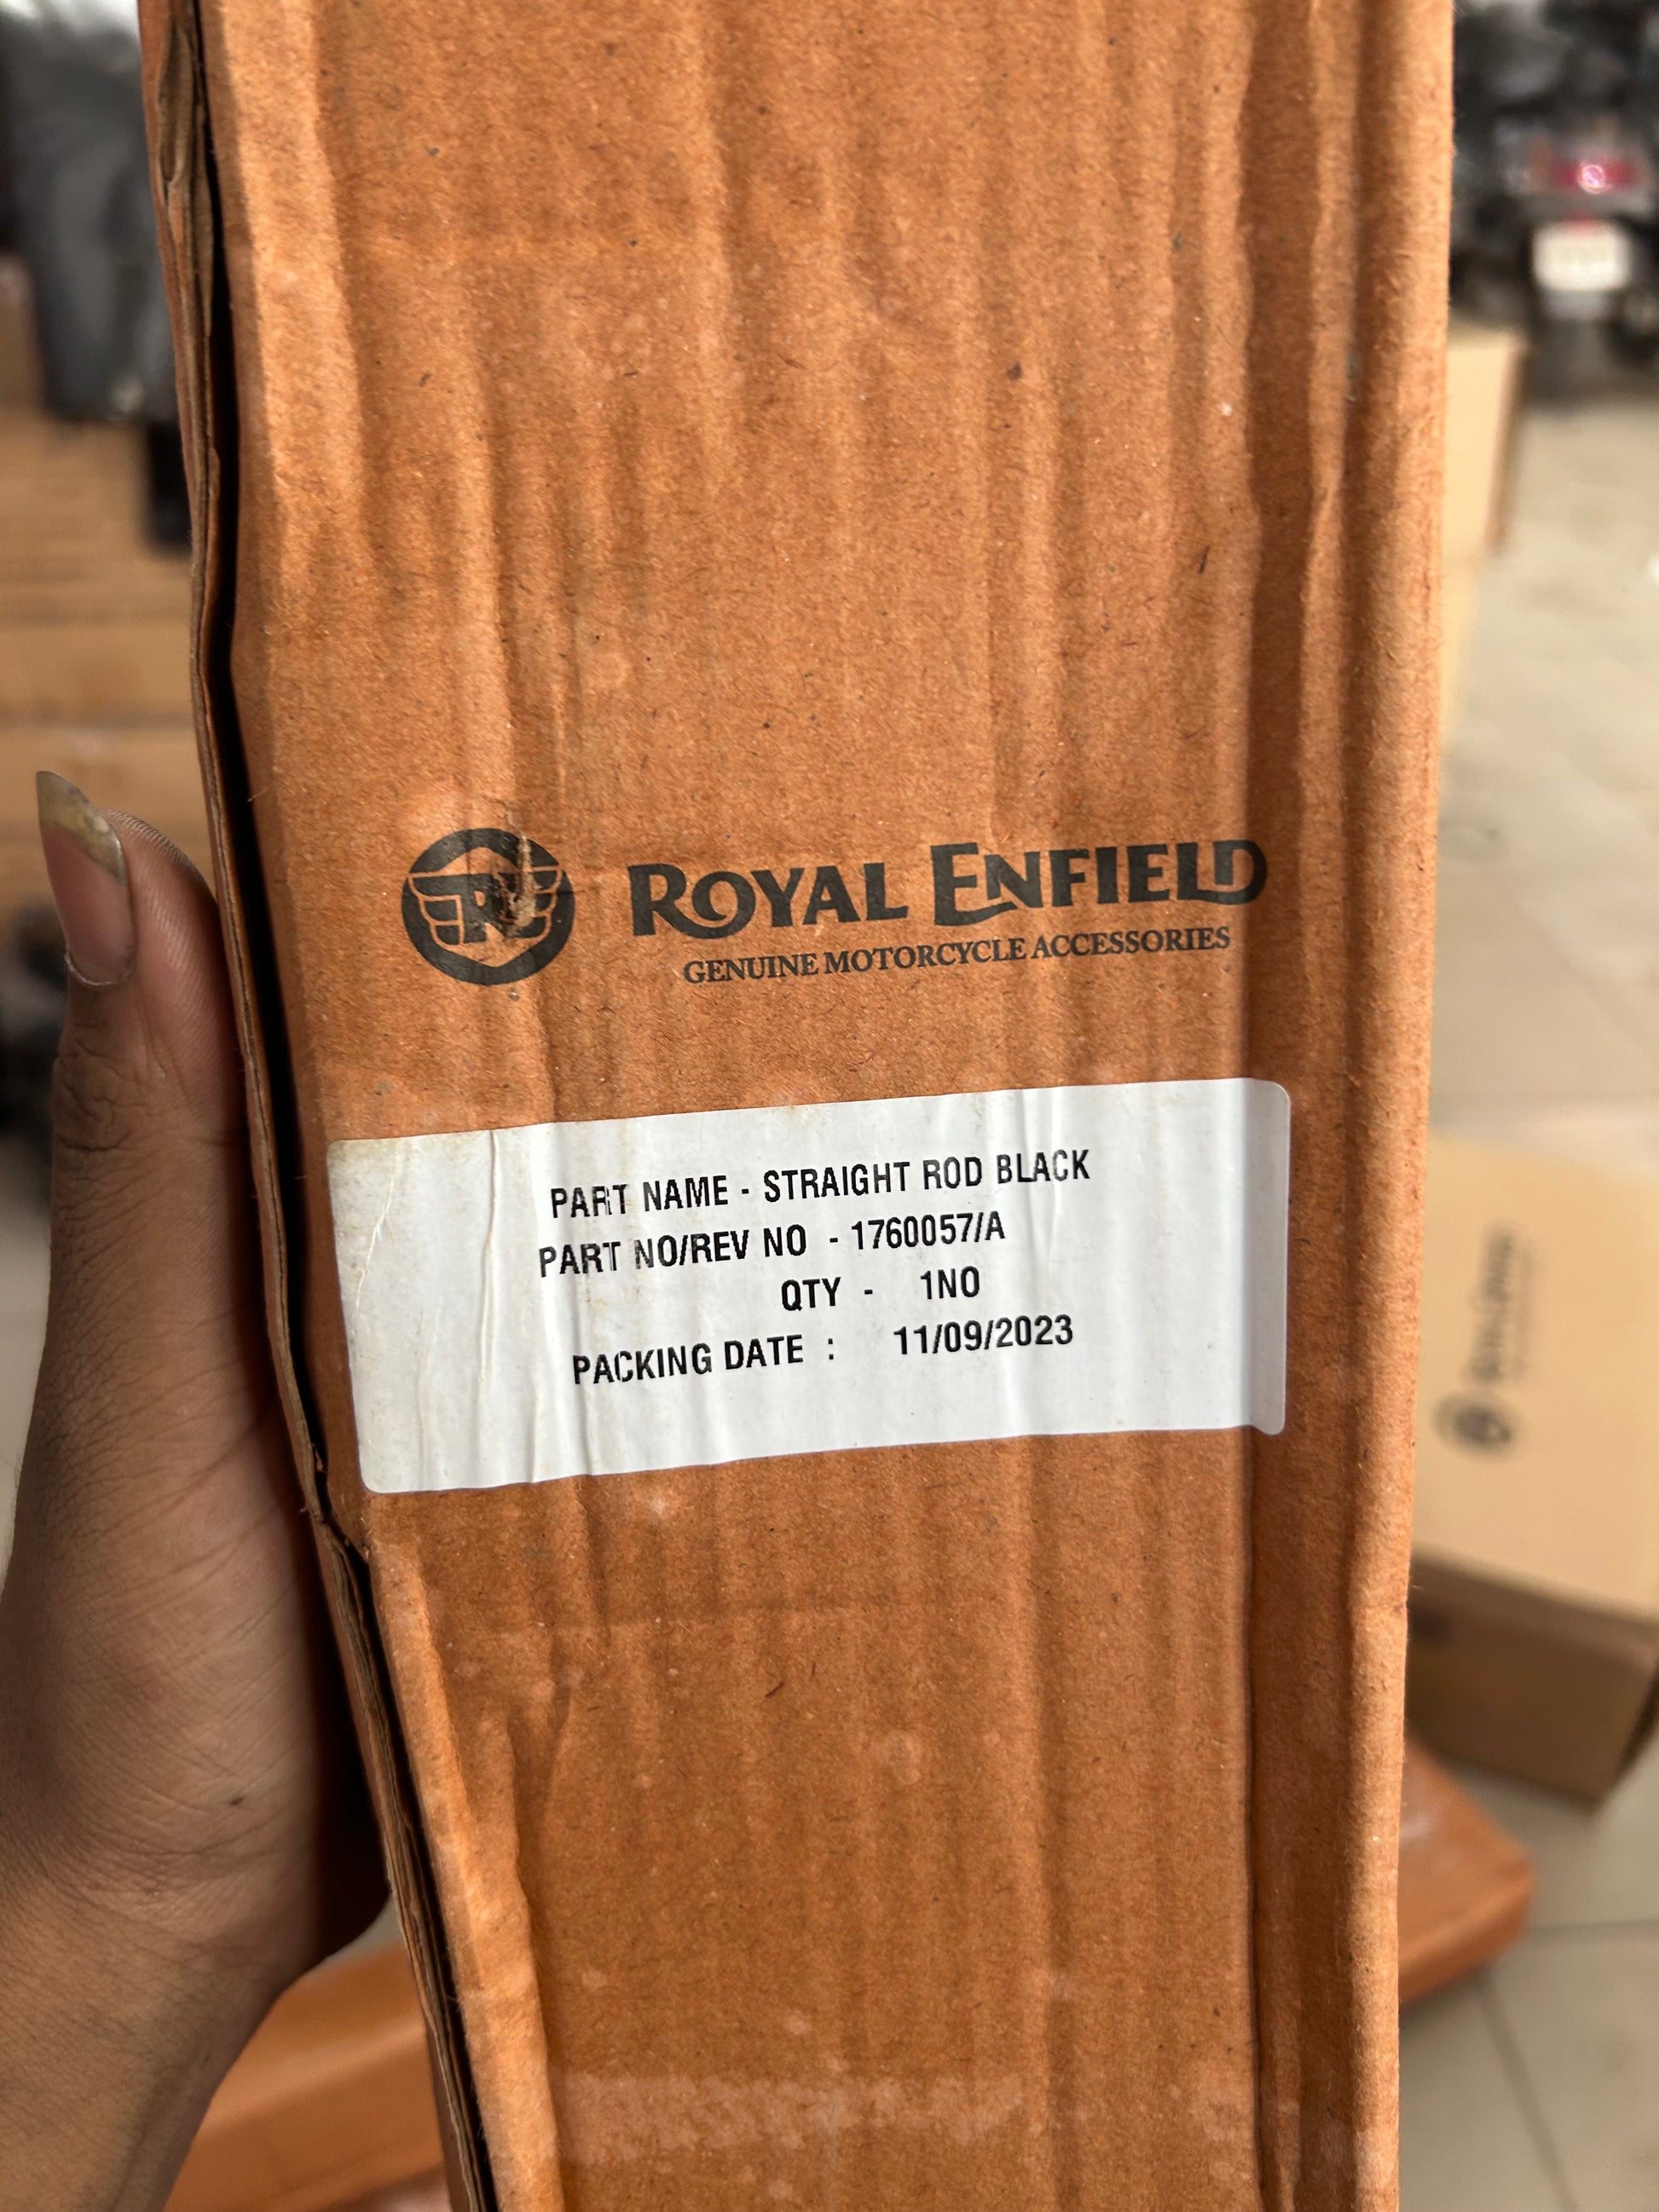 ROYAL ENFIELD
GENUINE MOTORCYCLE ACCESSORIES
PART NAME - STRAIGHT ROD BLACK
PART NO/REV NO - 1760057/A
QTY - 1NO
PACKING DATE : 11/09/2023